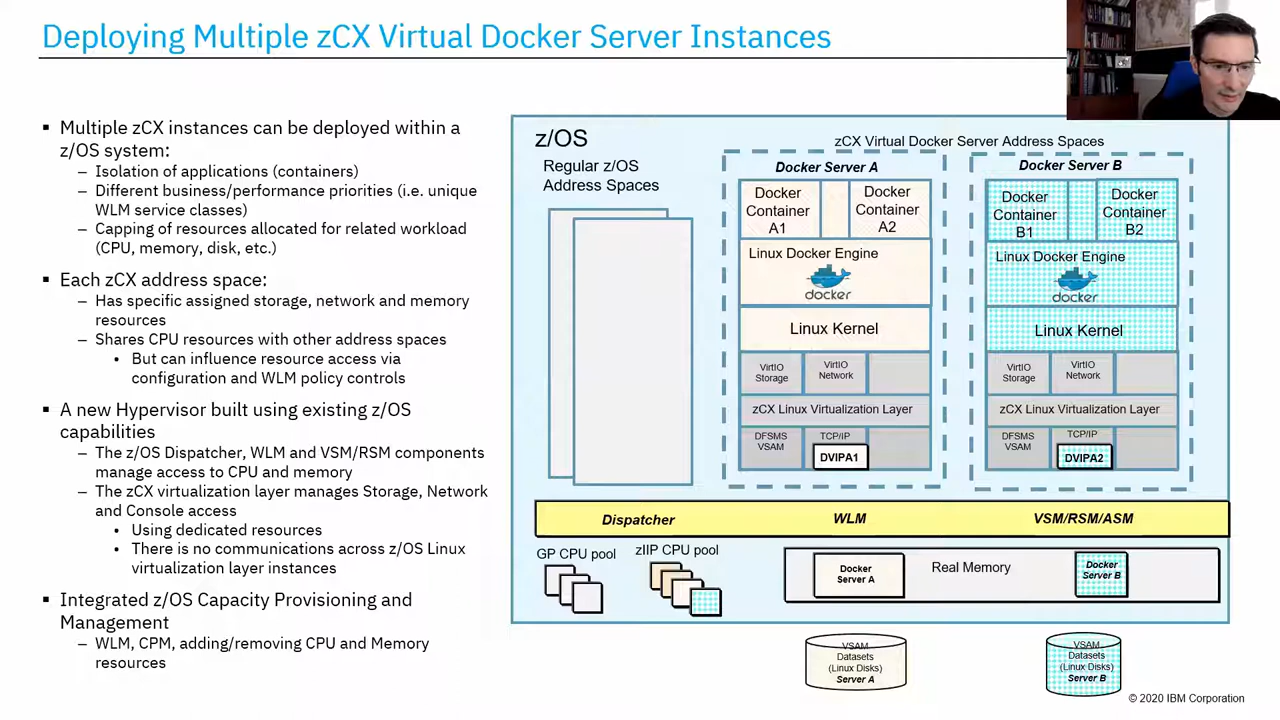 Deploying Multiple zCX Virtual Docker Server Instances
▪ Multiple zCX instances can be deployed within a
z/OS system:
– Isolation of applications (containers)
– Different business/performance priorities (i.e. unique
WLM service classes)
– Capping of resources allocated for related workload
(CPU, memory, disk, etc.)
▪ Each zCX address space:
– Has specific assigned storage, network and memory
resources
– Shares CPU resources with other address spaces
• But can influence resource access via
configuration and WLM policy controls
▪ A new Hypervisor built using existing z/OS
capabilities
– The z/OS Dispatcher, WLM and VSM/RSM components
manage access to CPU and memory
– The zCX virtualization layer manages Storage, Network
and Console access
• Using dedicated resources
• There is no communications across z/OS Linux
virtualization layer instances
▪ Integrated z/OS Capacity Provisioning and
Management
– WLM, CPM, adding/removing CPU and Memory
resources
z/OS
Regular z/OS
Address Spaces
zCX Virtual Docker Server Address Spaces
Docker Server A
Docker
Container
A1
Docker
Container
A2
Linux Docker Engine
docker
Linux Kernel
VirtIO
Storage
VirtIO
Network
zCX Linux Virtualization Layer
DFSMS
VSAM
TCP/IP
DVIPA1
Docker Server B
Docker
Container
B1
Docker
Container
B2
Linux Docker Engine
docker
Linux Kernel
VirtIO
Storage
VirtIO
Network
zCX Linux Virtualization Layer
DFSMS
VSAM
TCP/IP
DVIPA2
Dispatcher
WLM
VSM/RSM/ASM
GP CPU pool
zIIP CPU pool
Docker
Server A
Real Memory
Docker
Server B
VSAM
Datasets
(Linux Disks)
Server A
VSAM
Datasets
(Linux Disks)
Server B
© 2020 IBM Corporation